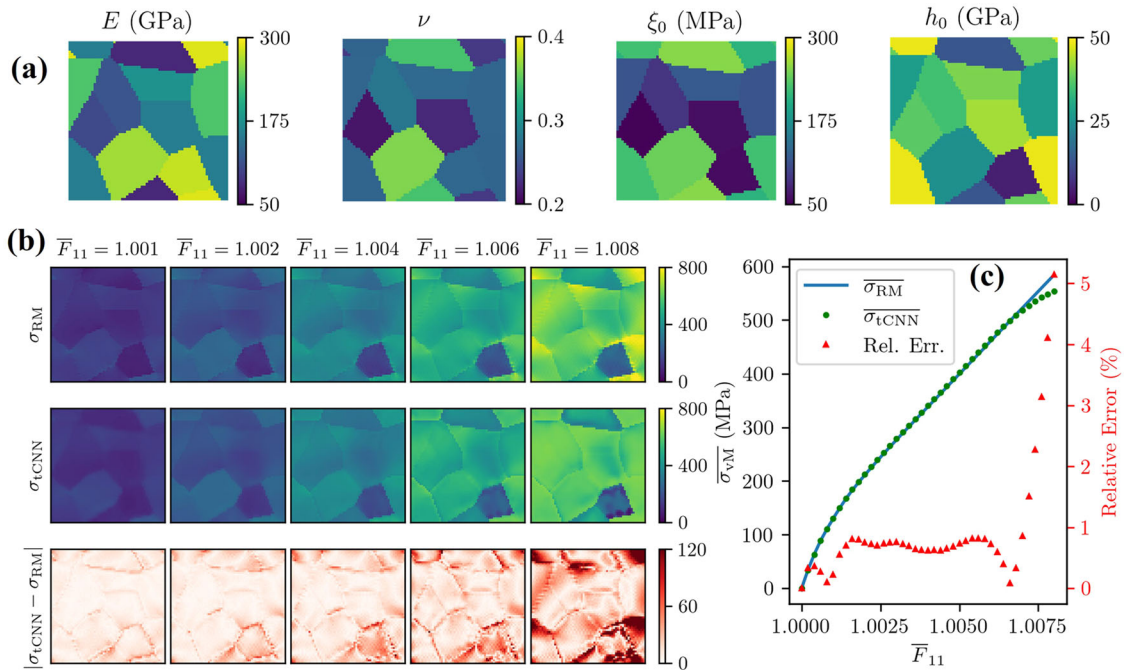 E (GPa)
ν
ξ₀ (MPa)
h₀ (GPa)
(a)
300
175
50
0.4
0.3
0.2
300
175
50
50
25
0
(b)
F̅₁₁ = 1.001
F̅₁₁ = 1.002
F̅₁₁ = 1.004
F̅₁₁ = 1.006
F̅₁₁ = 1.008
σRM
800
400
0
σtCNN
800
400
0
|σtCNN − σRM|
120
60
0
(c)
σ̅RM
σ̅tCNN
Rel. Err.
600
500
400
300
200
100
0
σ̅vM (MPa)
5
4
3
2
1
0
Relative Error (%)
1.0000
1.0025
1.0050
1.0075
F̅₁₁